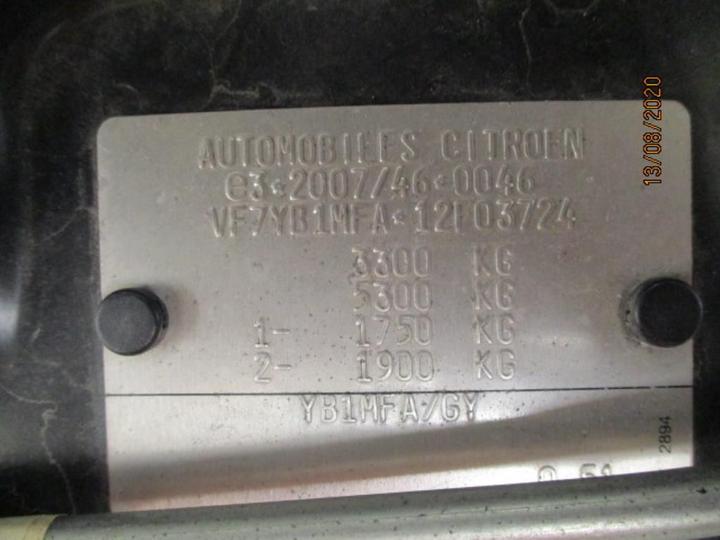 AUTOMOBILES CITROEN
e3*2007/46*0046
VF7YB1MFA*12F03724
3300 KG
5300 KG
1- 1750 KG
2- 1900 KG
YB1MFA/GY
2894
13/08/2020